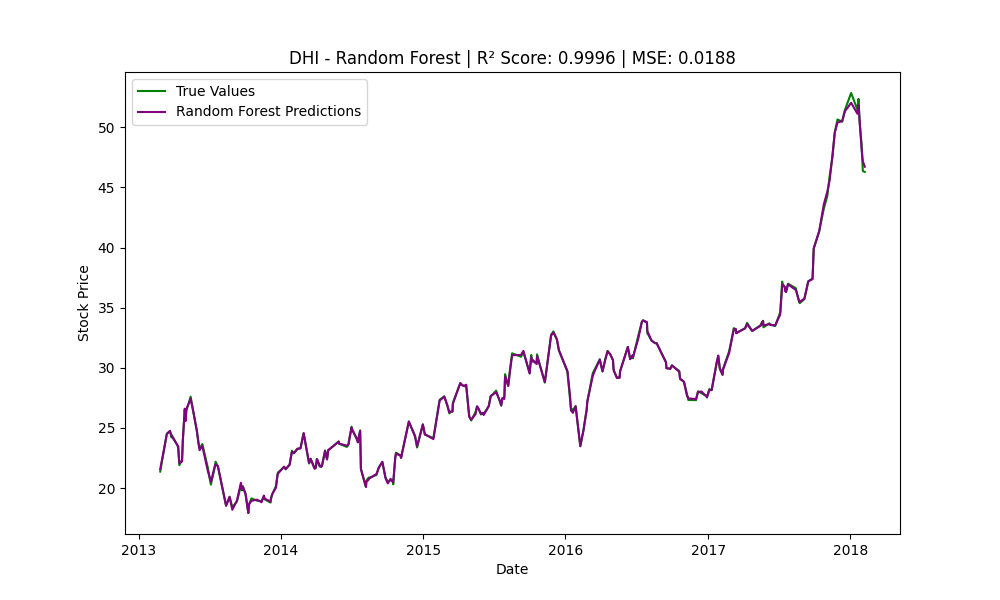 DHI - Random Forest | R² Score: 0.9996 | MSE: 0.0188
True Values
Random Forest Predictions
50
45
40
35
30
25
20
Stock Price
2013 2014 2015 2016 2017 2018
Date